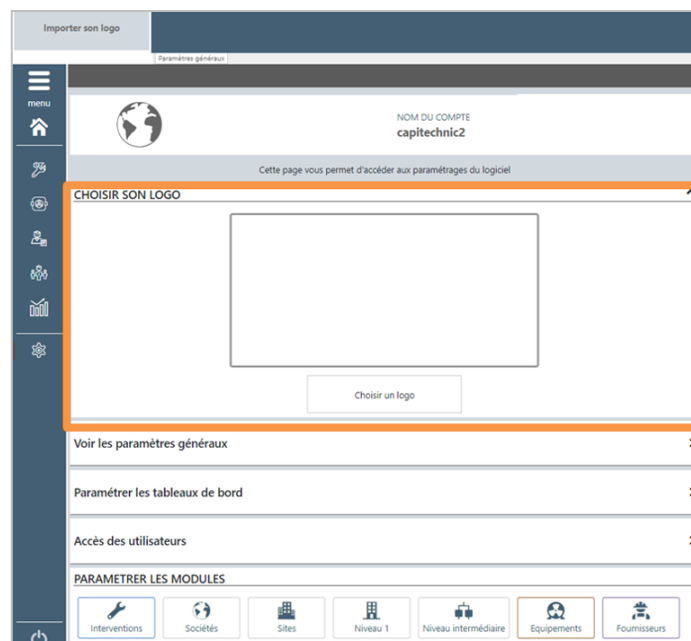 Importer son logo
Paramètres généraux
menu
NOM DU COMPTE
capitechnic2
Cette page vous permet d'accéder aux paramétrages du logiciel
CHOISIR SON LOGO
Choisir un logo
Voir les paramètres généraux
Paramétrer les tableaux de bord
Accès des utilisateurs
PARAMETRER LES MODULES
Interventions Sociétés Sites Niveau 1 Niveau intermédiaire Equipements Fournisseurs